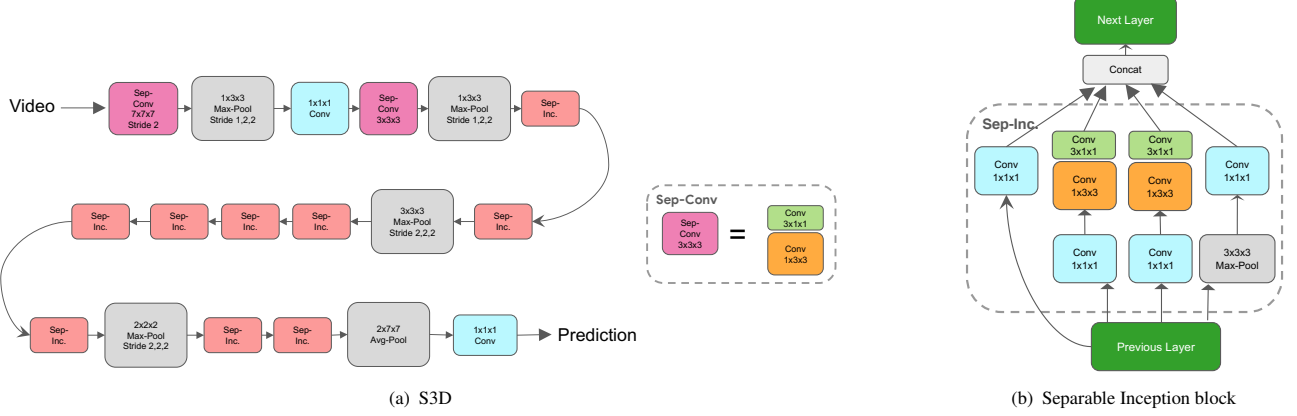 Video
Sep-
Conv
7x7x7
Stride 2
1x3x3
Max-Pool
Stride 1,2,2
1x1x1
Conv
Sep-
Conv
3x3x3
1x3x3
Max-Pool
Stride 1,2,2
Sep-
Inc.
Sep-
Inc.
Sep-
Inc.
Sep-
Inc.
Sep-
Inc.
3x3x3
Max-Pool
Stride 2,2,2
Sep-
Inc.
Sep-
Inc.
2x2x2
Max-Pool
Stride 2,2,2
Sep-
Inc.
Sep-
Inc.
2x7x7
Avg-Pool
1x1x1
Conv
Prediction
Sep-Conv
Sep-
Conv
3x3x3
=
Conv
3x1x1
Conv
1x3x3
(a) S3D
Next Layer
Concat
Sep-Inc.
Conv
1x1x1
Conv
3x1x1
Conv
1x3x3
Conv
3x1x1
Conv
1x3x3
Conv
1x1x1
Conv
1x1x1
Conv
1x1x1
3x3x3
Max-Pool
Previous Layer
(b) Separable Inception block